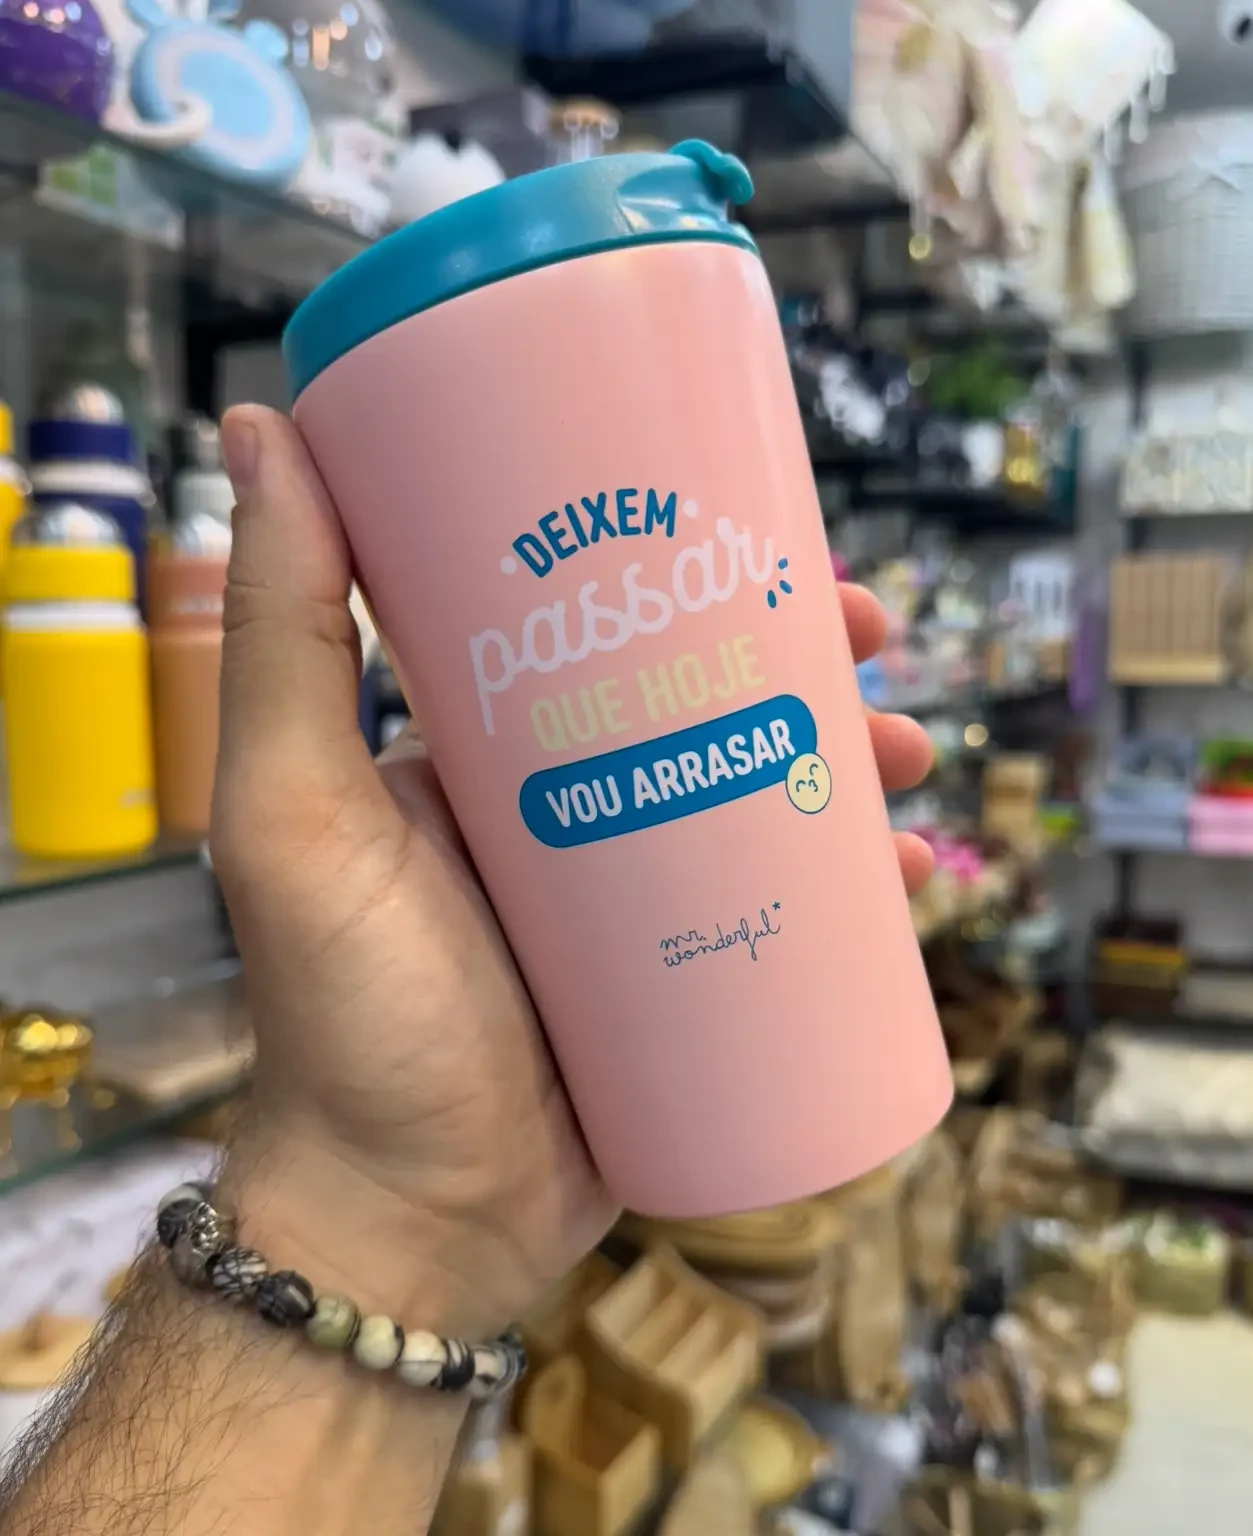 DEIXEM
passar
QUE HOJE
VOU ARRASAR
mr.
wonderful*